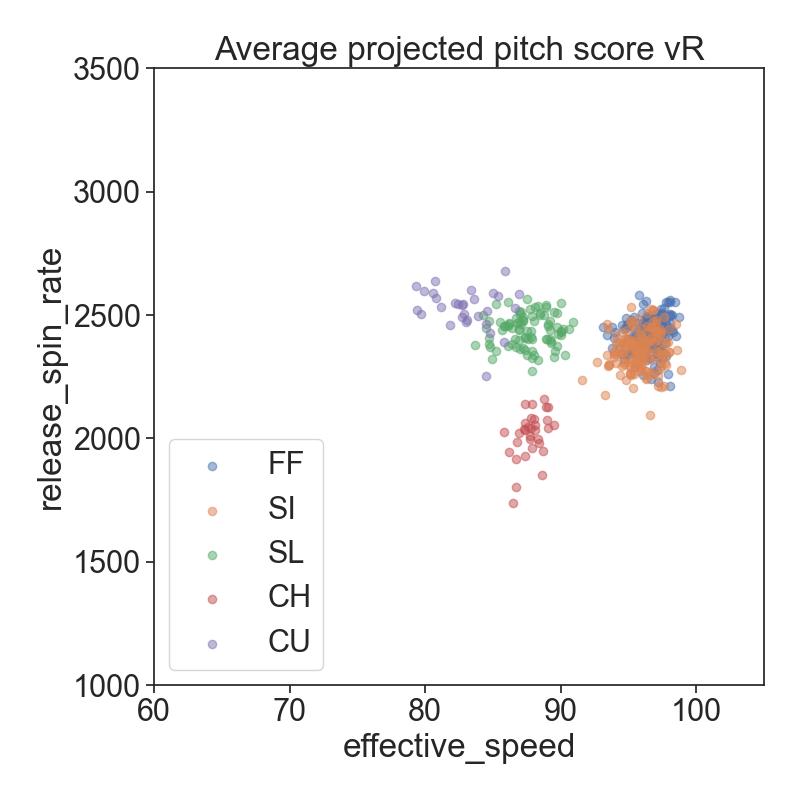 Average projected pitch score vR
3500
3000
2500
2000
1500
1000
release_spin_rate
FF
SI
SL
CH
CU
60 70 80 90 100
effective_speed